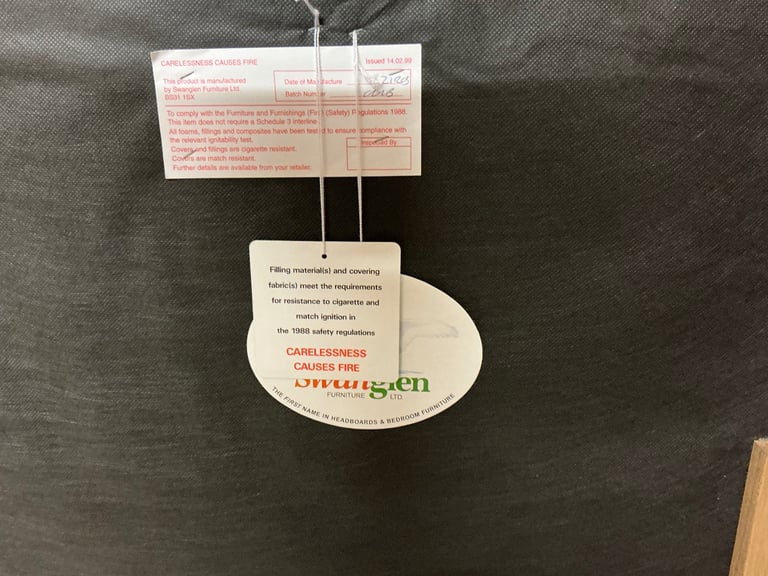 CARELESSNESS CAUSES FIRE
Issued 14.02.99
This product is manufactured
by Swanglen Furniture Ltd.
BS31 1SX
Date of Manufacture
Batch Number
To comply with the Furniture and Furnishings (Fire) (Safety) Regulations 1988.
This item does not require a Schedule 3 interliner
All foams, fillings and composites have been tested to ensure compliance with
the relevant ignitability test.
Covers and fillings are cigarette resistant.
Covers are match resistant.
Further details are available from your retailer.
Inspected By
Filling material(s) and covering
fabric(s) meet the requirements
for resistance to cigarette and
match ignition in
the 1988 safety regulations
CARELESSNESS
CAUSES FIRE
Swanglen
FURNITURE LTD.
THE FIRST NAME IN HEADBOARDS & BEDROOM FURNITURE